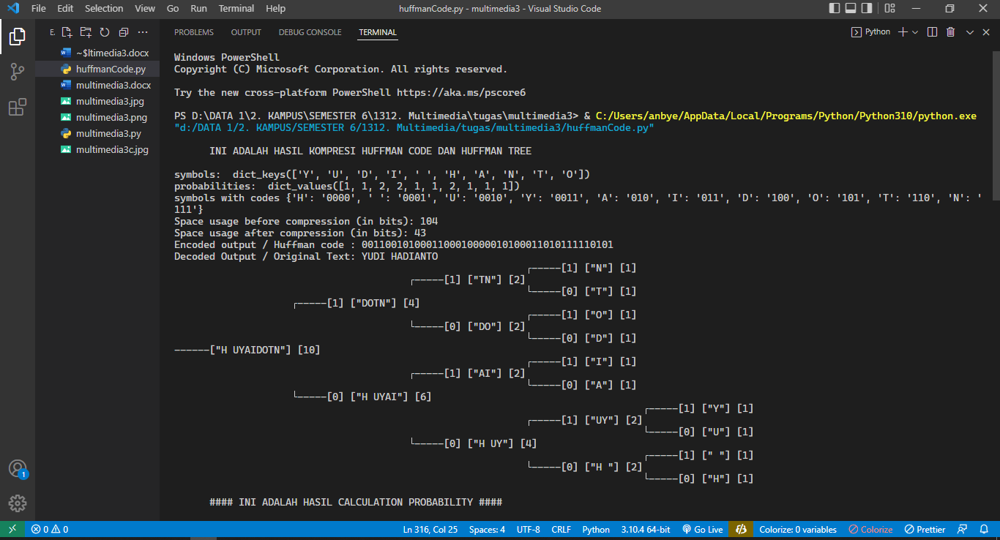 File Edit Selection View Go Run Terminal Help huffmanCode.py - multimedia3 - Visual Studio Code
E.
~$ltimedia3.docx
huffmanCode.py
multimedia3.docx
multimedia3.jpg
multimedia3.png
multimedia3.py
multimedia3c.jpg
PROBLEMS OUTPUT DEBUG CONSOLE TERMINAL Python
Windows PowerShell
Copyright (C) Microsoft Corporation. All rights reserved.
Try the new cross-platform PowerShell https://aka.ms/pscore6
PS D:\DATA 1\2. KAMPUS\SEMESTER 6\1312. Multimedia\tugas\multimedia3> & C:/Users/anbye/AppData/Local/Programs/Python/Python310/python.exe
"d:/DATA 1/2. KAMPUS/SEMESTER 6/1312. Multimedia/tugas/multimedia3/huffmanCode.py"
INI ADALAH HASIL KOMPRESI HUFFMAN CODE DAN HUFFMAN TREE
symbols:  dict_keys(['Y', 'U', 'D', 'I', ' ', 'H', 'A', 'N', 'T', 'O'])
probabilities:  dict_values([1, 1, 2, 2, 1, 1, 2, 1, 1, 1])
symbols with codes {'H': '0000', ' ': '0001', 'U': '0010', 'Y': '0011', 'A': '010', 'I': '011', 'D': '100', 'O': '101', 'T': '110', 'N': '
111'}
Space usage before compression (in bits): 104
Space usage after compression (in bits): 43
Encoded output / Huffman code : 0011001010001100010000010100011010111110101
Decoded Output / Original Text: YUDI HADIANTO
[1] ["N"] [1]
[1] ["TN"] [2]
[0] ["T"] [1]
[1] ["DOTN"] [4]
[1] ["O"] [1]
[0] ["DO"] [2]
[0] ["D"] [1]
["H UYAIDOTN"] [10]
[1] ["I"] [1]
[1] ["AI"] [2]
[0] ["A"] [1]
[0] ["H UYAI"] [6]
[1] ["Y"] [1]
[1] ["UY"] [2]
[0] ["U"] [1]
[0] ["H UY"] [4]
[1] [" "] [1]
[0] ["H "] [2]
[0] ["H"] [1]
#### INI ADALAH HASIL CALCULATION PROBABILITY ####
1
0 0 Ln 316, Col 25 Spaces: 4 UTF-8 CRLF Python 3.10.4 64-bit Go Live Colorize: 0 variables Colorize Prettier